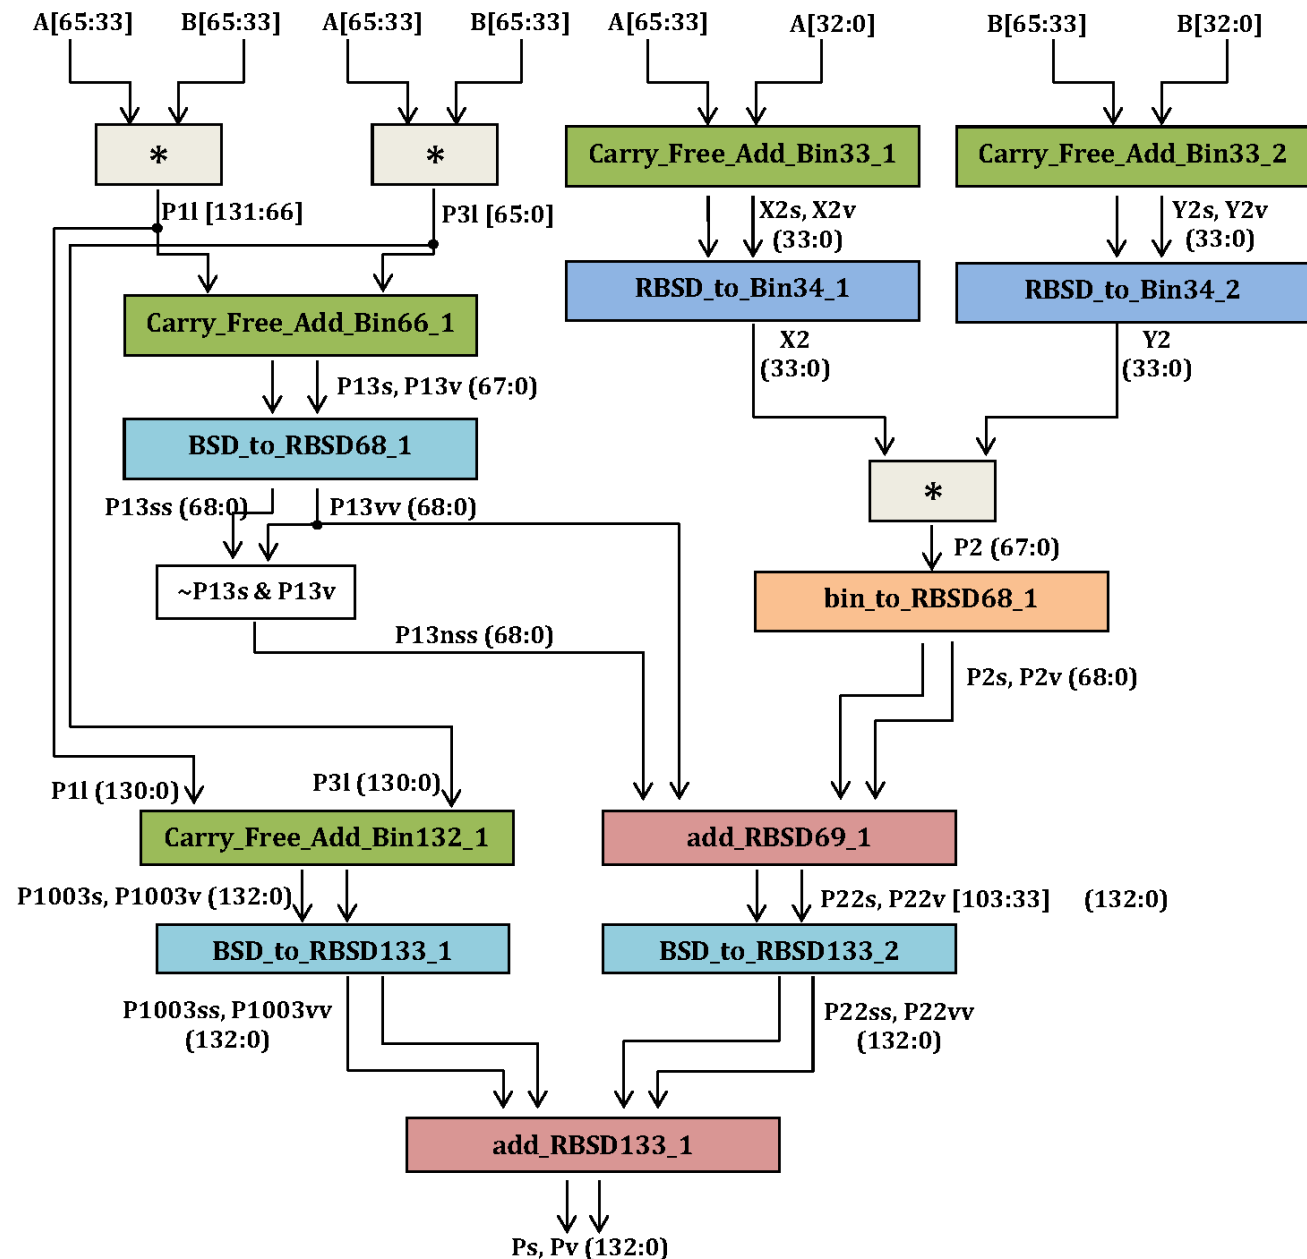 A[65:33] B[65:33] A[65:33] B[65:33] A[65:33] A[32:0] B[65:33] B[32:0]
* * Carry_Free_Add_Bin33_1 Carry_Free_Add_Bin33_2
P1l [131:66] P3l [65:0] X2s, X2v Y2s, Y2v
(33:0) (33:0)
RBSD_to_Bin34_1 RBSD_to_Bin34_2
Carry_Free_Add_Bin66_1 X2 Y2
(33:0) (33:0)
P13s, P13v (67:0)
BSD_to_RBSD68_1
*
P13ss (68:0) P13vv (68:0)
P2 (67:0)
~P13s & P13v bin_to_RBSD68_1
P13nss (68:0)
P2s, P2v (68:0)
P1l (130:0) P3l (130:0)
Carry_Free_Add_Bin132_1 add_RBSD69_1
P1003s, P1003v (132:0) P22s, P22v [103:33] (132:0)
BSD_to_RBSD133_1 BSD_to_RBSD133_2
P1003ss, P1003vv P22ss, P22vv
(132:0) (132:0)
add_RBSD133_1
Ps, Pv (132:0)